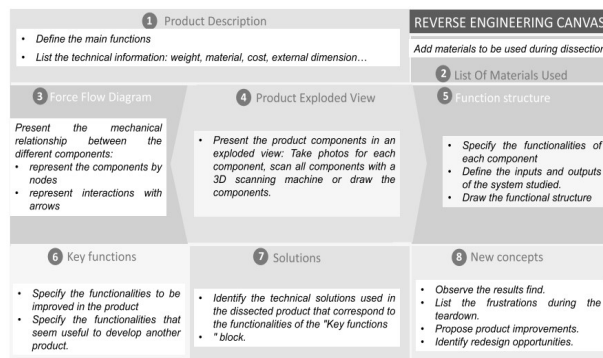 1 Product Description
• Define the main functions
• List the technical information: weight, material, cost, external dimension…
REVERSE ENGINEERING CANVAS
Add materials to be used during dissection
2 List Of Materials Used
3 Force Flow Diagram
Present the mechanical
relationship between the
different components:
• represent the components by
nodes
• represent interactions with
arrows
4 Product Exploded View
• Present the product components in an
exploded view: Take photos for each
component, scan all components with a
3D scanning machine or draw the
components.
5 Function structure
• Specify the functionalities of
each component
• Define the inputs and outputs
of the system studied.
• Draw the functional structure
6 Key functions
• Specify the functionalities to be
improved in the product
• Specify the functionalities that
seem useful to develop another
product.
7 Solutions
• Identify the technical solutions used in
the dissected product that correspond to
the functionalities of the "Key functions
• " block.
8 New concepts
• Observe the results find.
• List the frustrations during the
teardown.
• Propose product improvements.
• Identify redesign opportunities.